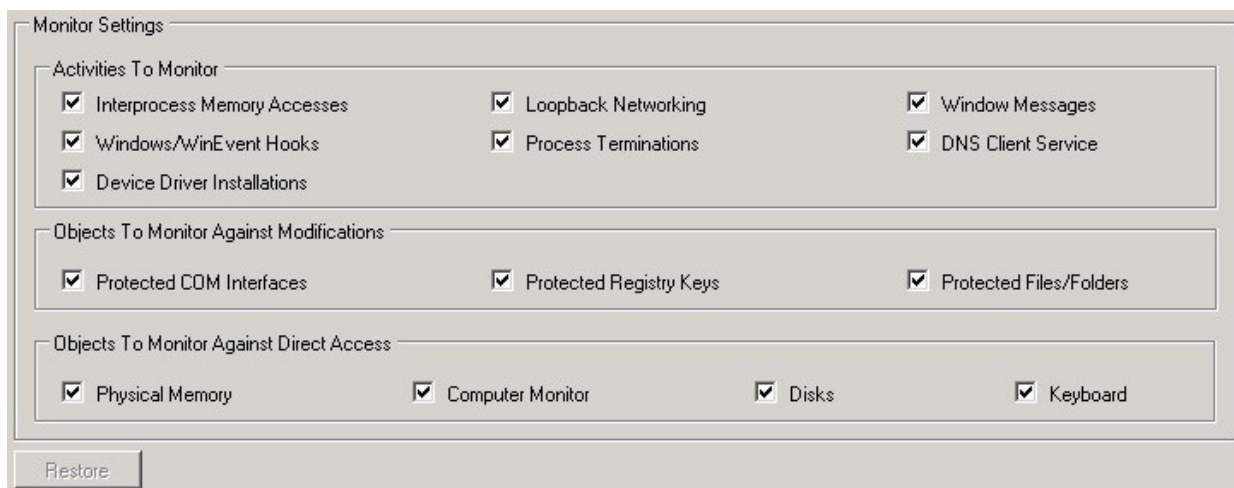 Monitor Settings
Activities To Monitor
Interprocess Memory Accesses Loopback Networking Window Messages
Windows/WinEvent Hooks Process Terminations DNS Client Service
Device Driver Installations
Objects To Monitor Against Modifications
Protected COM Interfaces Protected Registry Keys Protected Files/Folders
Objects To Monitor Against Direct Access
Physical Memory Computer Monitor Disks Keyboard
Restore